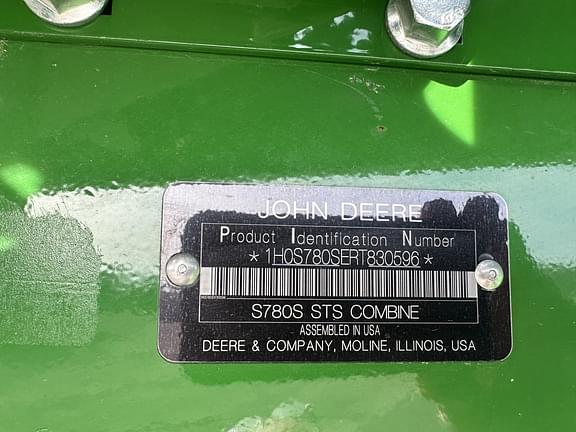 JOHN DEERE
Product Identification Number
*1H0S780SERT830596*
S780S STS COMBINE
ASSEMBLED IN USA
DEERE & COMPANY, MOLINE, ILLINOIS, USA